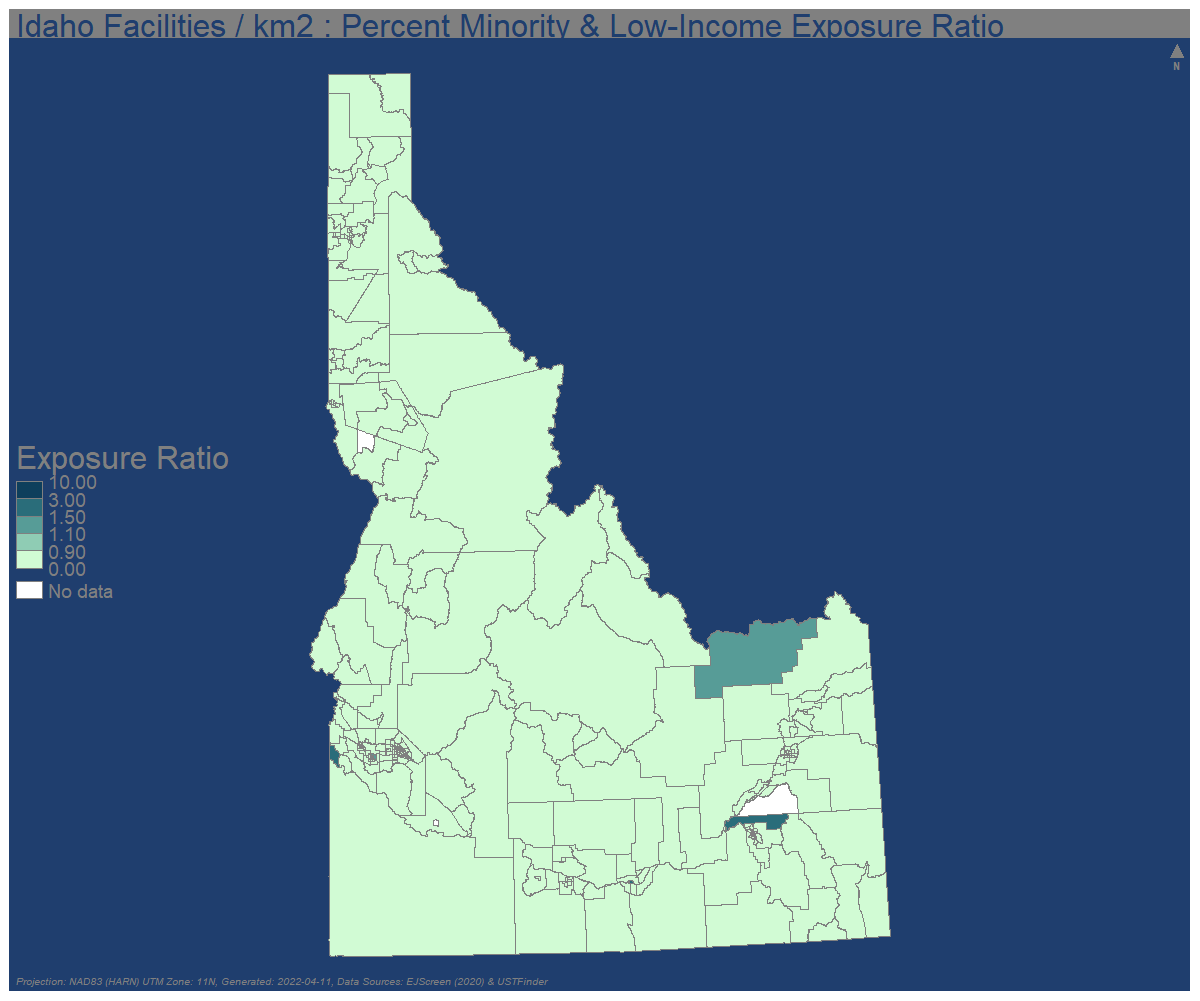 Idaho Facilities / km2 : Percent Minority & Low-Income Exposure Ratio
N
Exposure Ratio
10.00
3.00
1.50
1.10
0.90
0.00
No data
Projection: NAD83 (HARN) UTM Zone: 11N, Generated: 2022-04-11, Data Sources: EJScreen (2020) & USTFinder